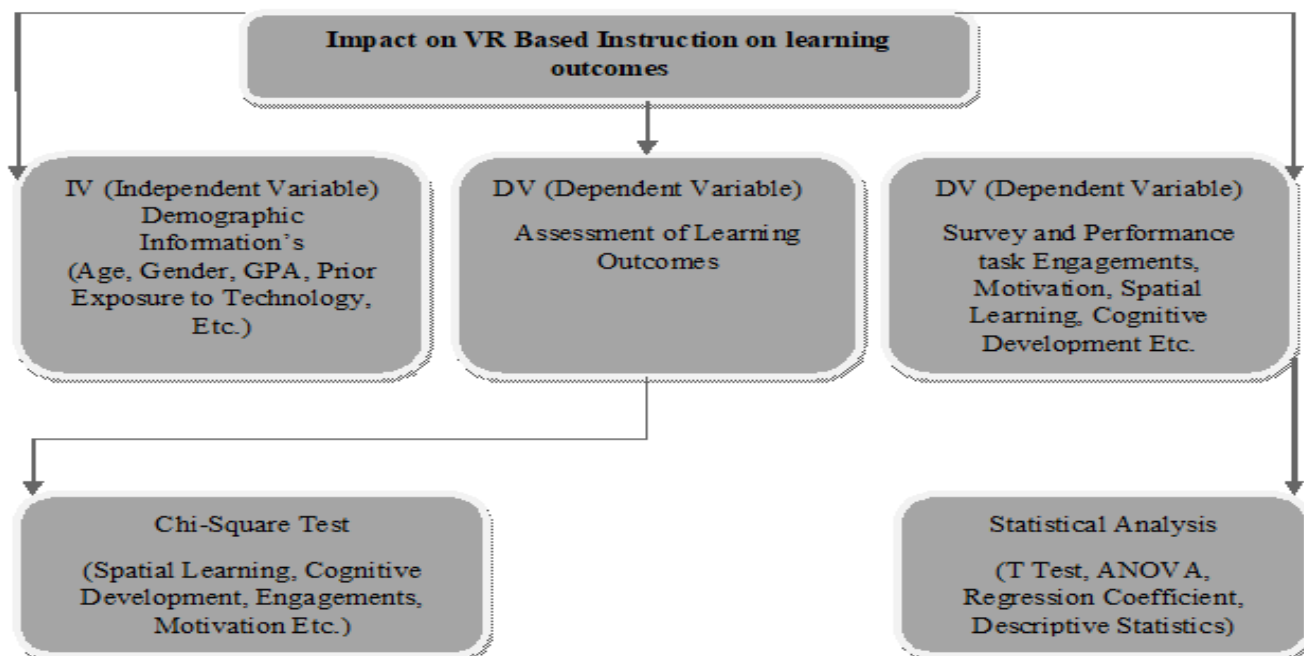 Impact on VR Based Instruction on learning
outcomes
IV (Independent Variable)
Demographic
Information's
(Age, Gender, GPA, Prior
Exposure to Technology,
Etc.)
DV (Dependent Variable)
Assessment of Learning
Outcomes
DV (Dependent Variable)
Survey and Performance
task Engagements,
Motivation, Spatial
Learning, Cognitive
Development Etc.
Chi-Square Test
(Spatial Learning, Cognitive
Development, Engagements,
Motivation Etc.)
Statistical Analysis
(T Test, ANOVA,
Regression Coefficient,
Descriptive Statistics)